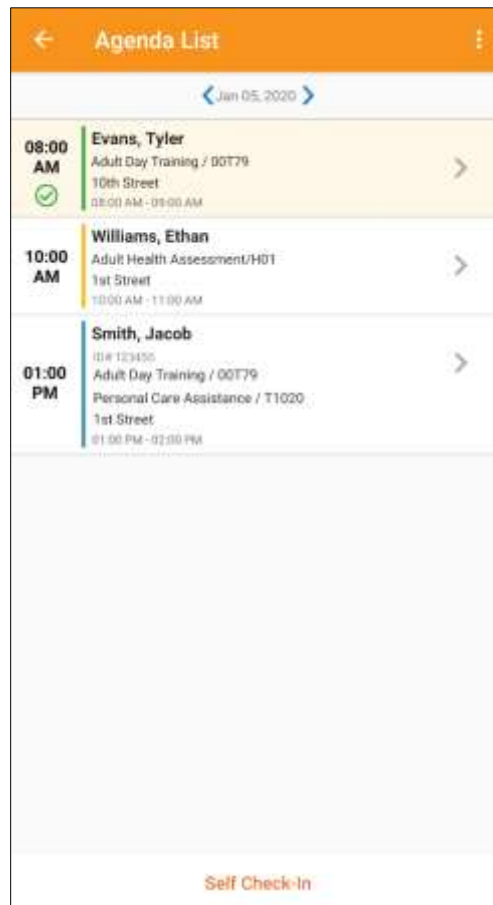 Agenda List
Jan 05, 2020
08:00 AM
Evans, Tyler
Adult Day Training / 00T79
10th Street
08:00 AM - 09:00 AM
10:00 AM
Williams, Ethan
Adult Health Assessment/H01
1st Street
10:00 AM - 11:00 AM
01:00 PM
Smith, Jacob
ID# 123456
Adult Day Training / 00T79
Personal Care Assistance / T1020
1st Street
01:00 PM - 02:00 PM
Self Check-In